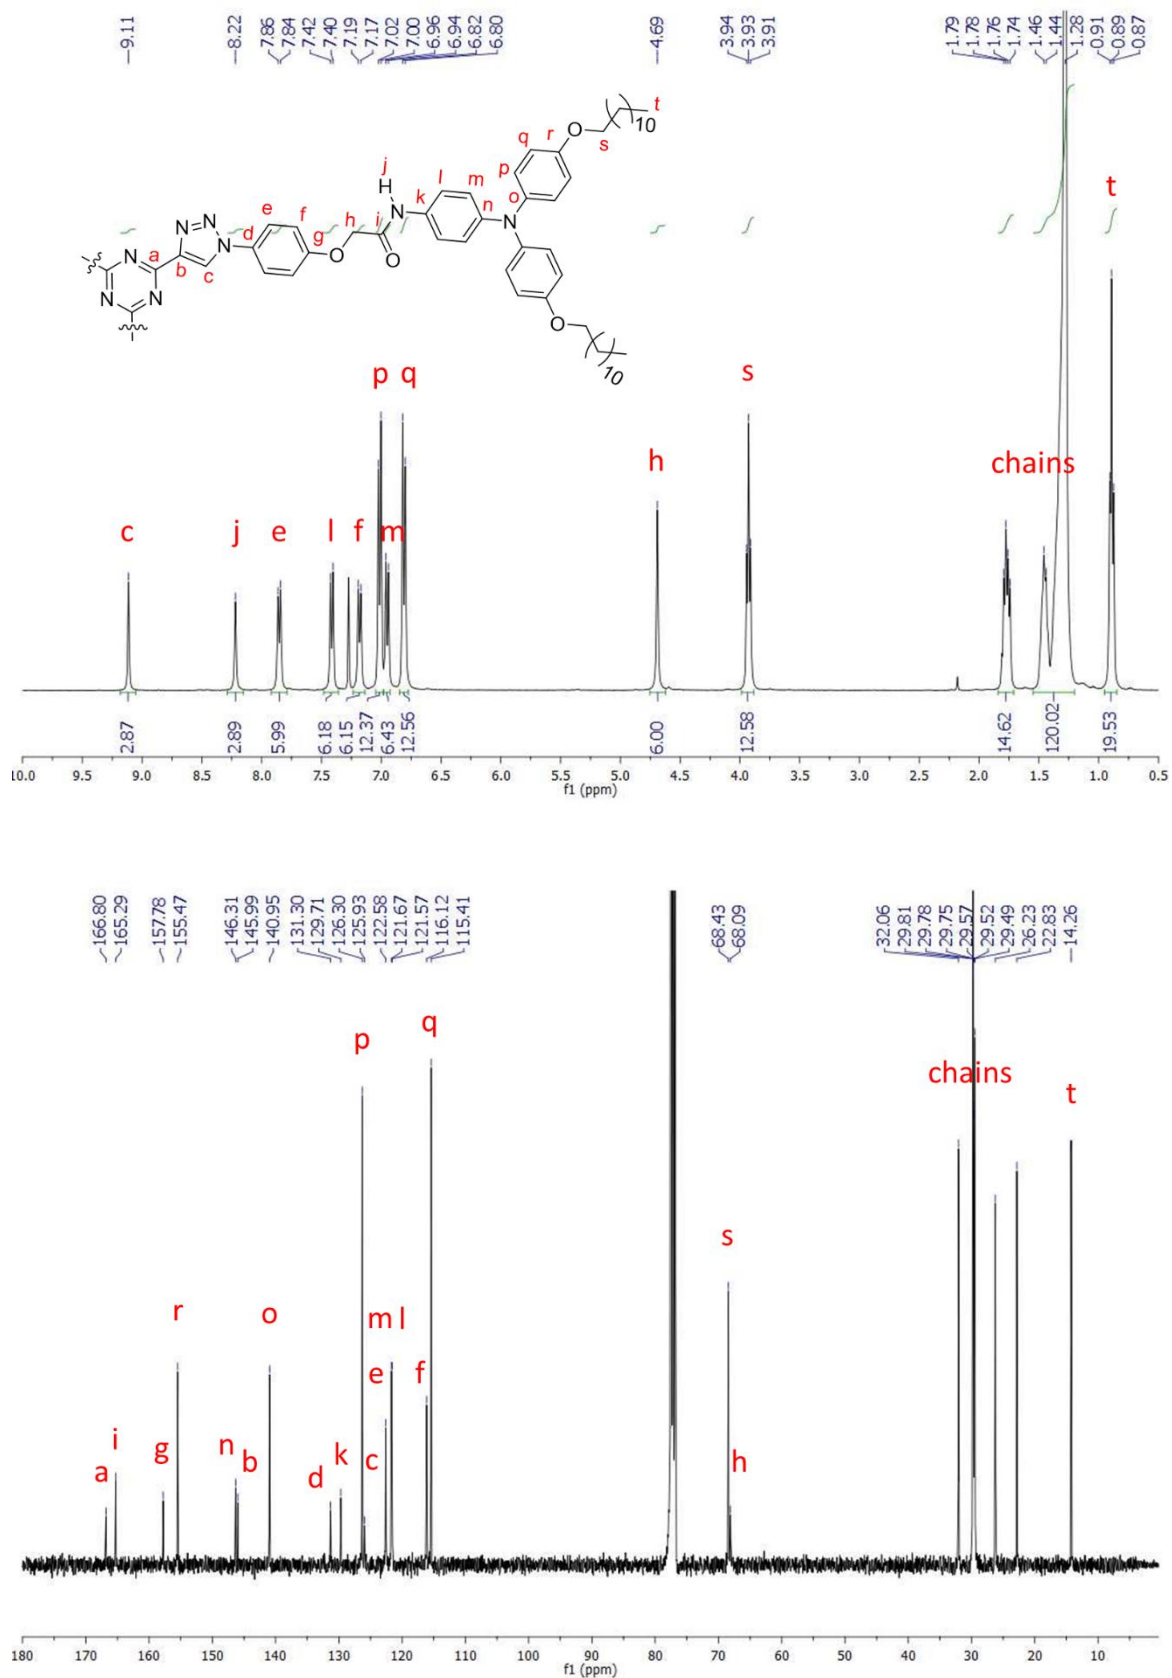 9.11
8.22
7.86
7.84
7.42
7.40
7.19
7.17
7.02
7.00
6.96
6.94
6.82
6.80
4.69
3.94
3.93
3.91
1.79
1.78
1.76
1.74
1.46
1.44
1.28
0.91
0.89
0.87
t
10
r O
q
s
p
j
H
l
m
o
k
n
N
e
f
h
i
N
N N
d
g
O
O
N
a
b
c
N
N
N
O
10
t
p q
s
h
chains
c
j
e
l f m
2.87
2.89
5.99
6.18
6.15
12.37
6.43
12.56
6.00
12.58
14.62
120.02
19.53
10.0 9.5 9.0 8.5 8.0 7.5 7.0 6.5 6.0 5.5 5.0 4.5 4.0 3.5 3.0 2.5 2.0 1.5 1.0 0.5
f1 (ppm)
166.80
165.29
157.78
155.47
146.31
145.99
140.95
131.30
129.71
126.30
125.93
122.58
121.67
121.57
116.12
115.41
68.43
68.09
32.06
29.81
29.78
29.75
29.57
29.52
29.49
26.23
22.83
14.26
q
p
chains
t
s
r
o
m l
e f
i
a
g
n
b
d
k
c
h
180 170 160 150 140 130 120 110 100 90 80 70 60 50 40 30 20 10
f1 (ppm)